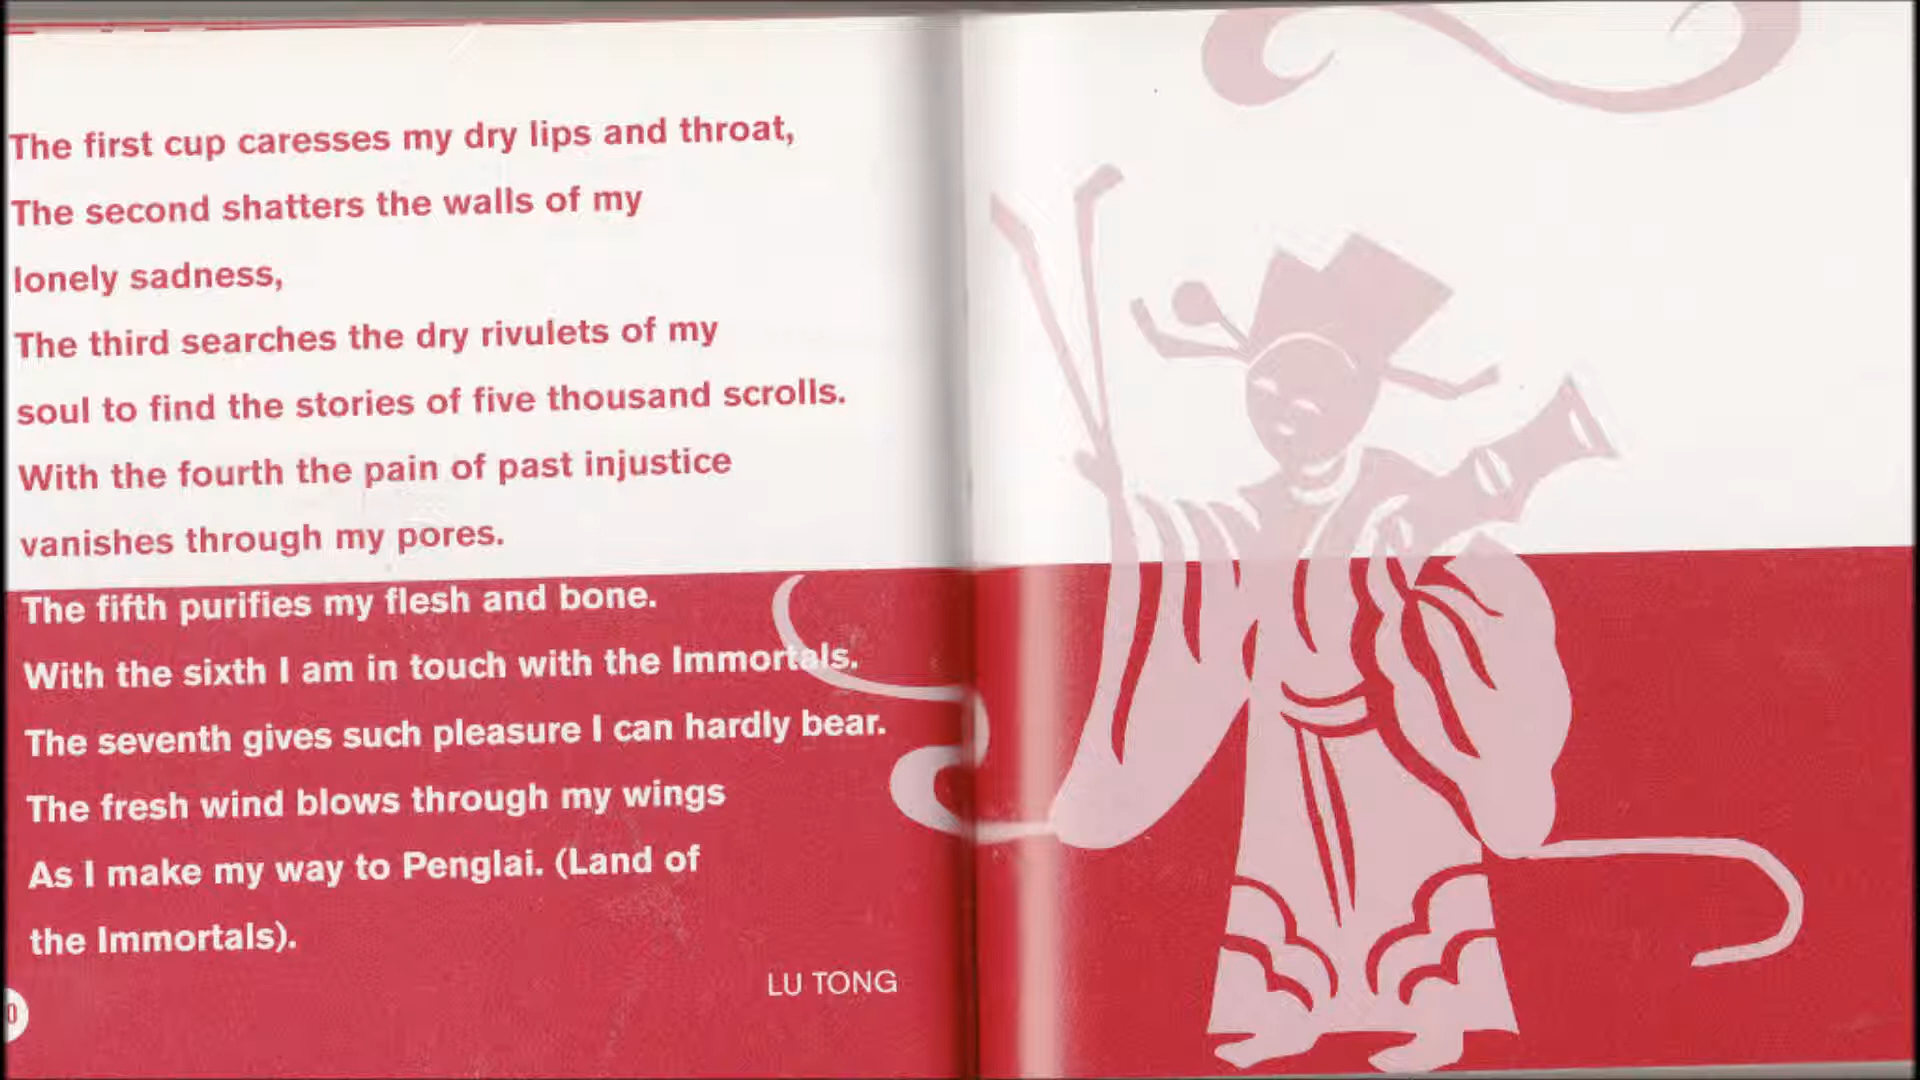 The first cup caresses my dry lips and throat,
The second shatters the walls of my
lonely sadness,
The third searches the dry rivulets of my
soul to find the stories of five thousand scrolls.
With the fourth the pain of past injustice
vanishes through my pores.
The fifth purifies my flesh and bone.
With the sixth I am in touch with the Immortals.
The seventh gives such pleasure I can hardly bear.
The fresh wind blows through my wings
As I make my way to Penglai. (Land of
the Immortals).
LU TONG